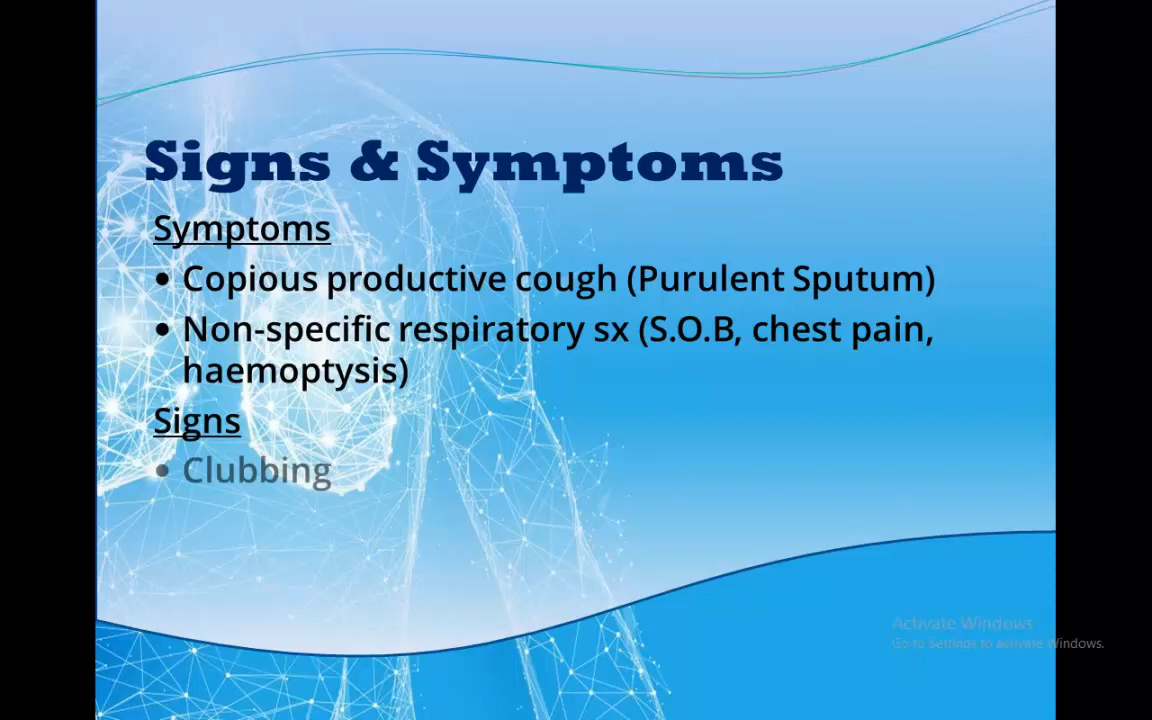 Signs & Symptoms
Symptoms
• Copious productive cough (Purulent Sputum)
• Non-specific respiratory sx (S.O.B, chest pain,
haemoptysis)
Signs
• Clubbing
Activate Windows
Go to Settings to activate Windows.